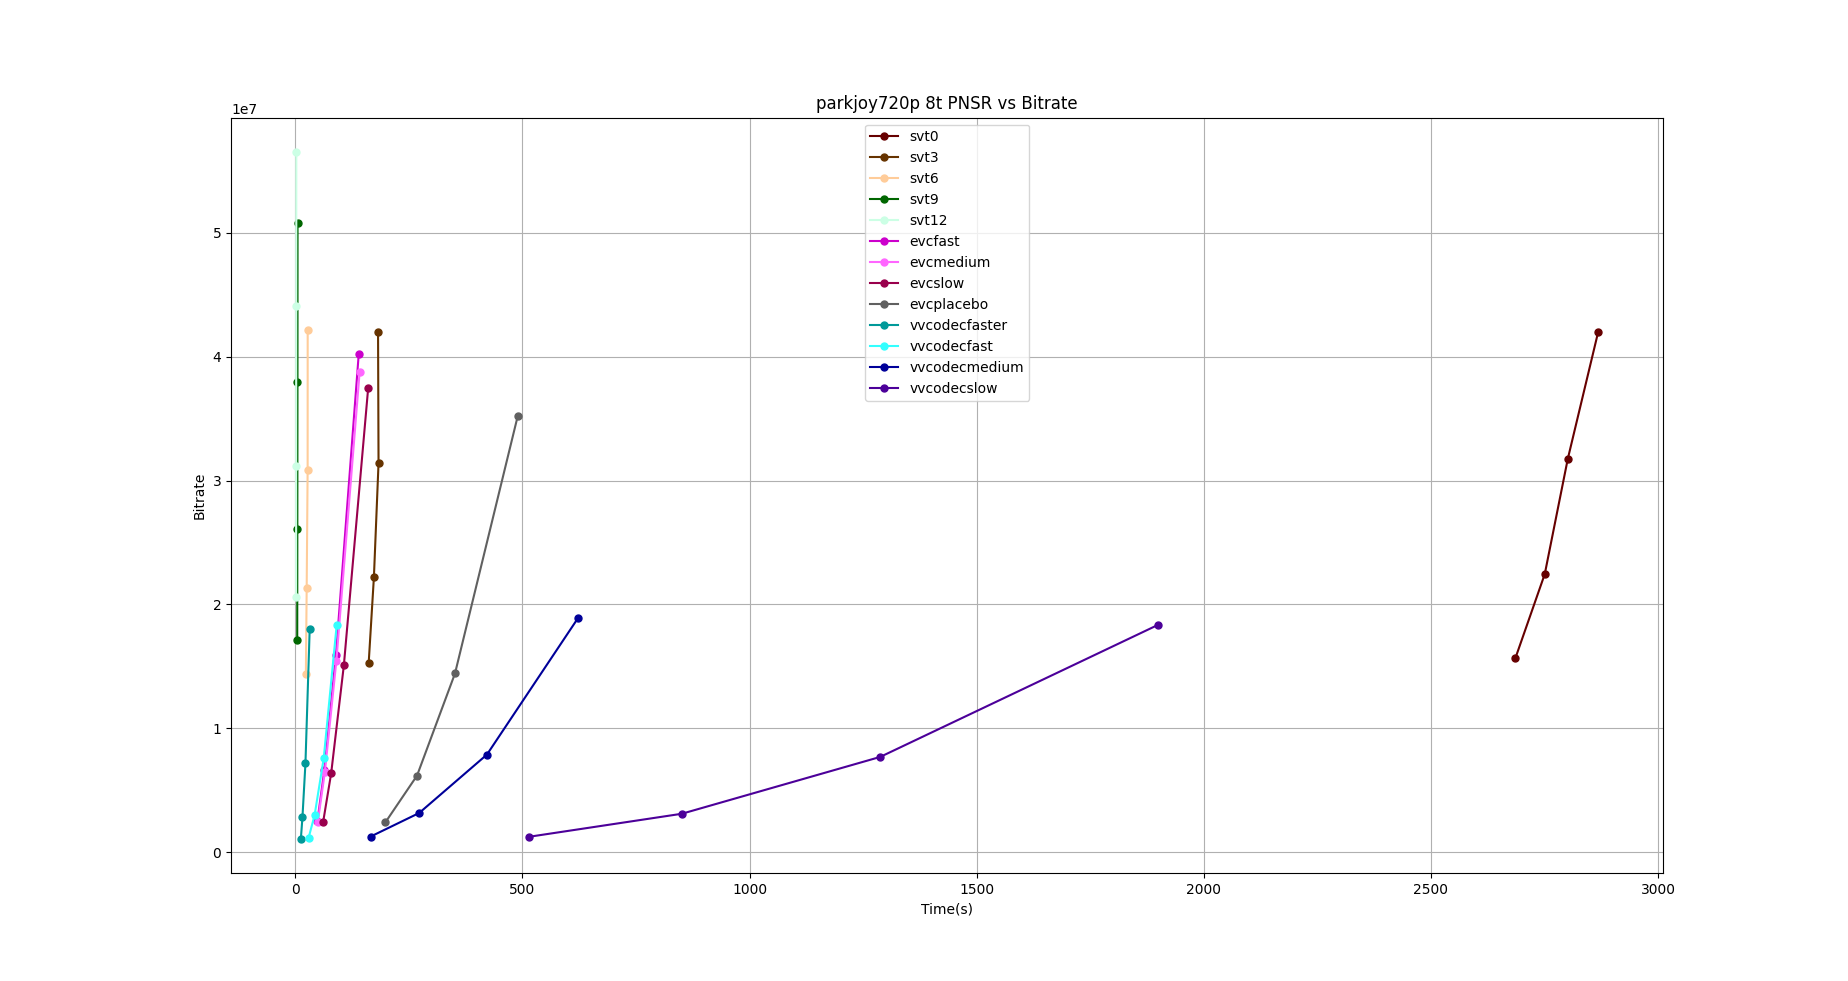 parkjoy720p 8t PNSR vs Bitrate
1e7
svt0
svt3
svt6
svt9
svt12
evcfast
evcmedium
evcslow
evcplacebo
vvcodecfaster
vvcodecfast
vvcodecmedium
vvcodecslow
5
4
3
2
1
0
Bitrate
0 500 1000 1500 2000 2500 3000
Time(s)